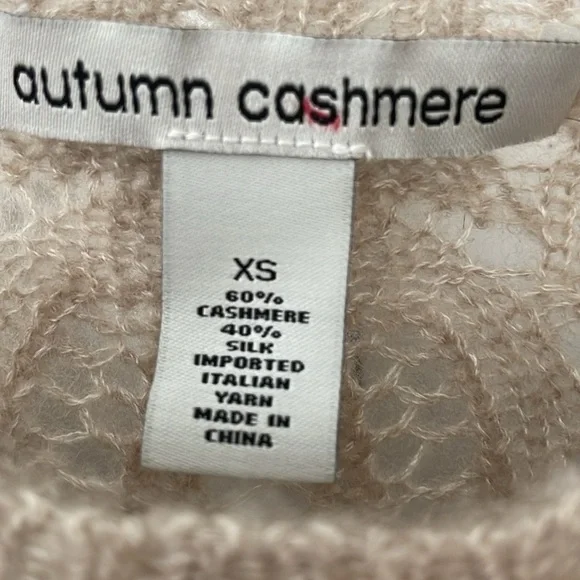 autumn cashmere
XS
60%
CASHMERE
40%
SILK
IMPORTED
ITALIAN
YARN
MADE IN
CHINA